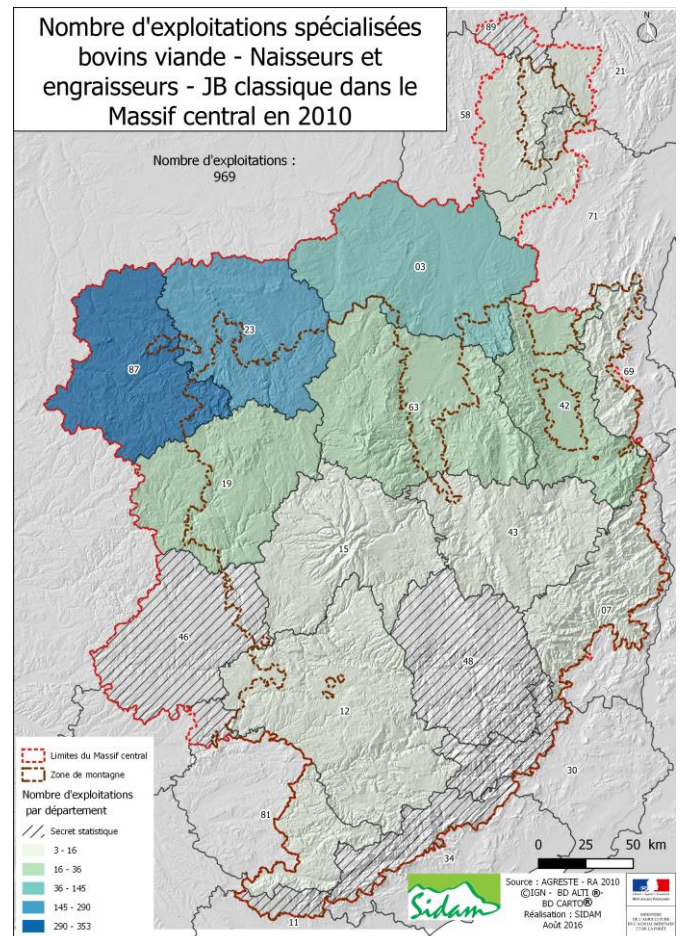 Nombre d'exploitations spécialisées
bovins viande - Naisseurs et
engraisseurs - JB classique dans le
Massif central en 2010
Nombre d'exploitations :
969
N
89
21
58
71
03
23
87
69
63
42
19
43
15
07
46
48
12
30
81
34
11
Limites du Massif central
Zone de montagne
Nombre d'exploitations
par département
Secret statistique
3 - 16
16 - 36
36 - 145
145 - 290
290 - 353
0 25 50 km
Sidam
Source : AGRESTE - RA 2010
©IGN - BD ALTI ®-
BD CARTO®
Réalisation : SIDAM
Août 2016